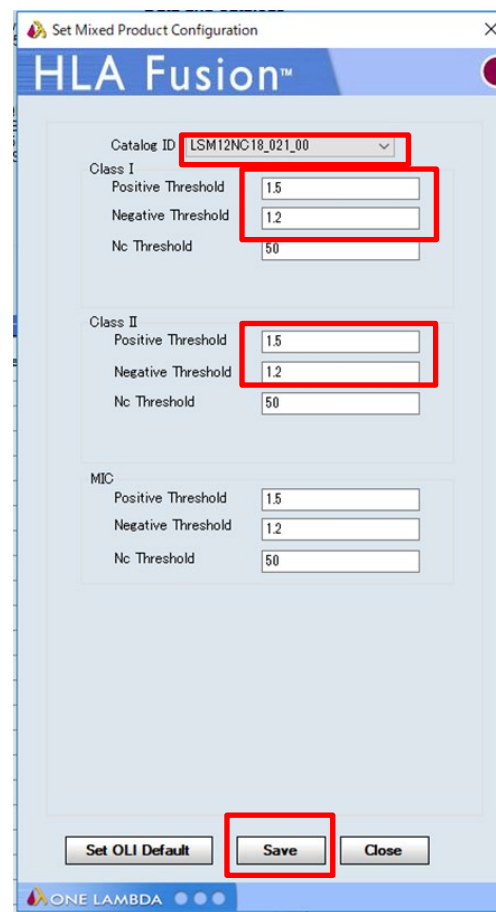 Set Mixed Product Configuration
HLA Fusion™
Catalog ID LSM12NC18_021_00
Class I
Positive Threshold 1.5
Negative Threshold 1.2
Nc Threshold 50
Class Ⅱ
Positive Threshold 1.5
Negative Threshold 1.2
Nc Threshold 50
MIC
Positive Threshold 1.5
Negative Threshold 1.2
Nc Threshold 50
Set OLI Default Save Close
ONE LAMBDA